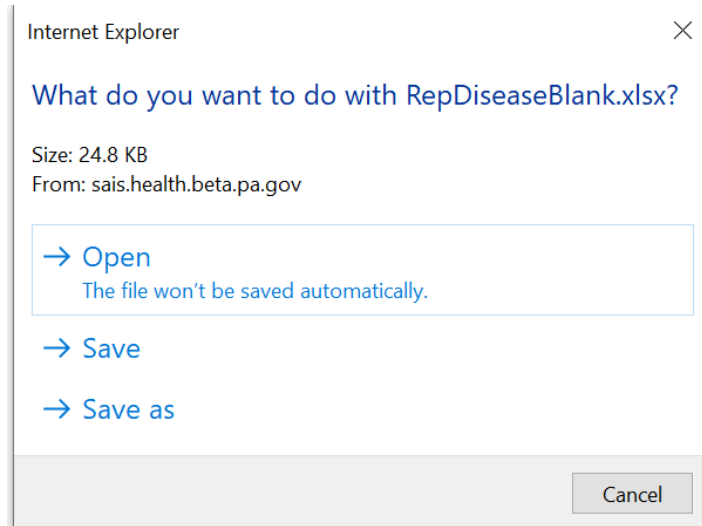 Internet Explorer
What do you want to do with RepDiseaseBlank.xlsx?
Size: 24.8 KB
From: sais.health.beta.pa.gov
Open
The file won't be saved automatically.
Save
Save as
Cancel